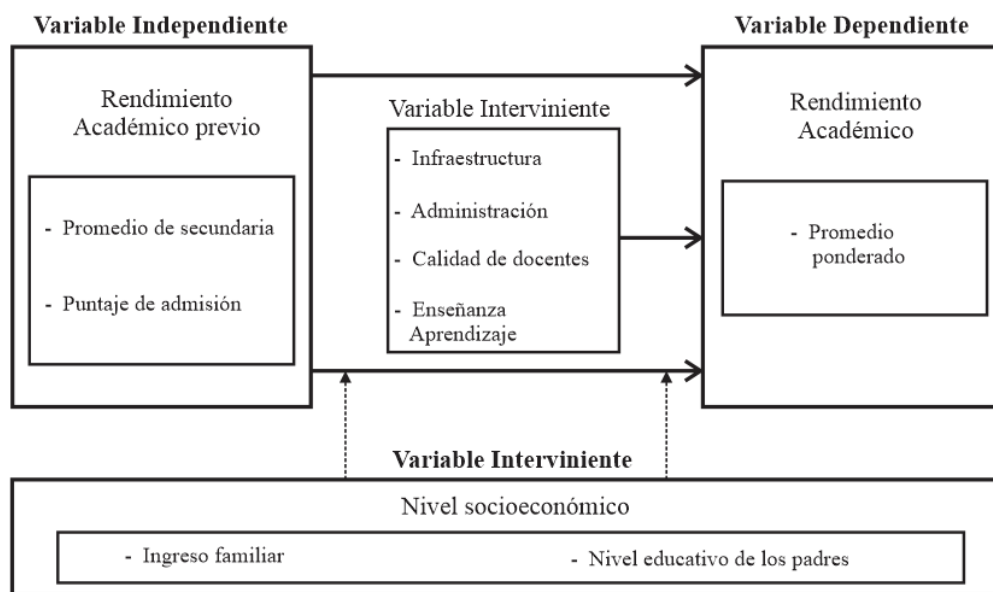 Variable Independiente
Variable Dependiente
Rendimiento
Académico previo
- Promedio de secundaria
- Puntaje de admisión
Variable Interviniente
- Infraestructura
- Administración
- Calidad de docentes
- Enseñanza
Aprendizaje
Rendimiento
Académico
- Promedio
ponderado
Variable Interviniente
Nivel socioeconómico
- Ingreso familiar
- Nivel educativo de los padres